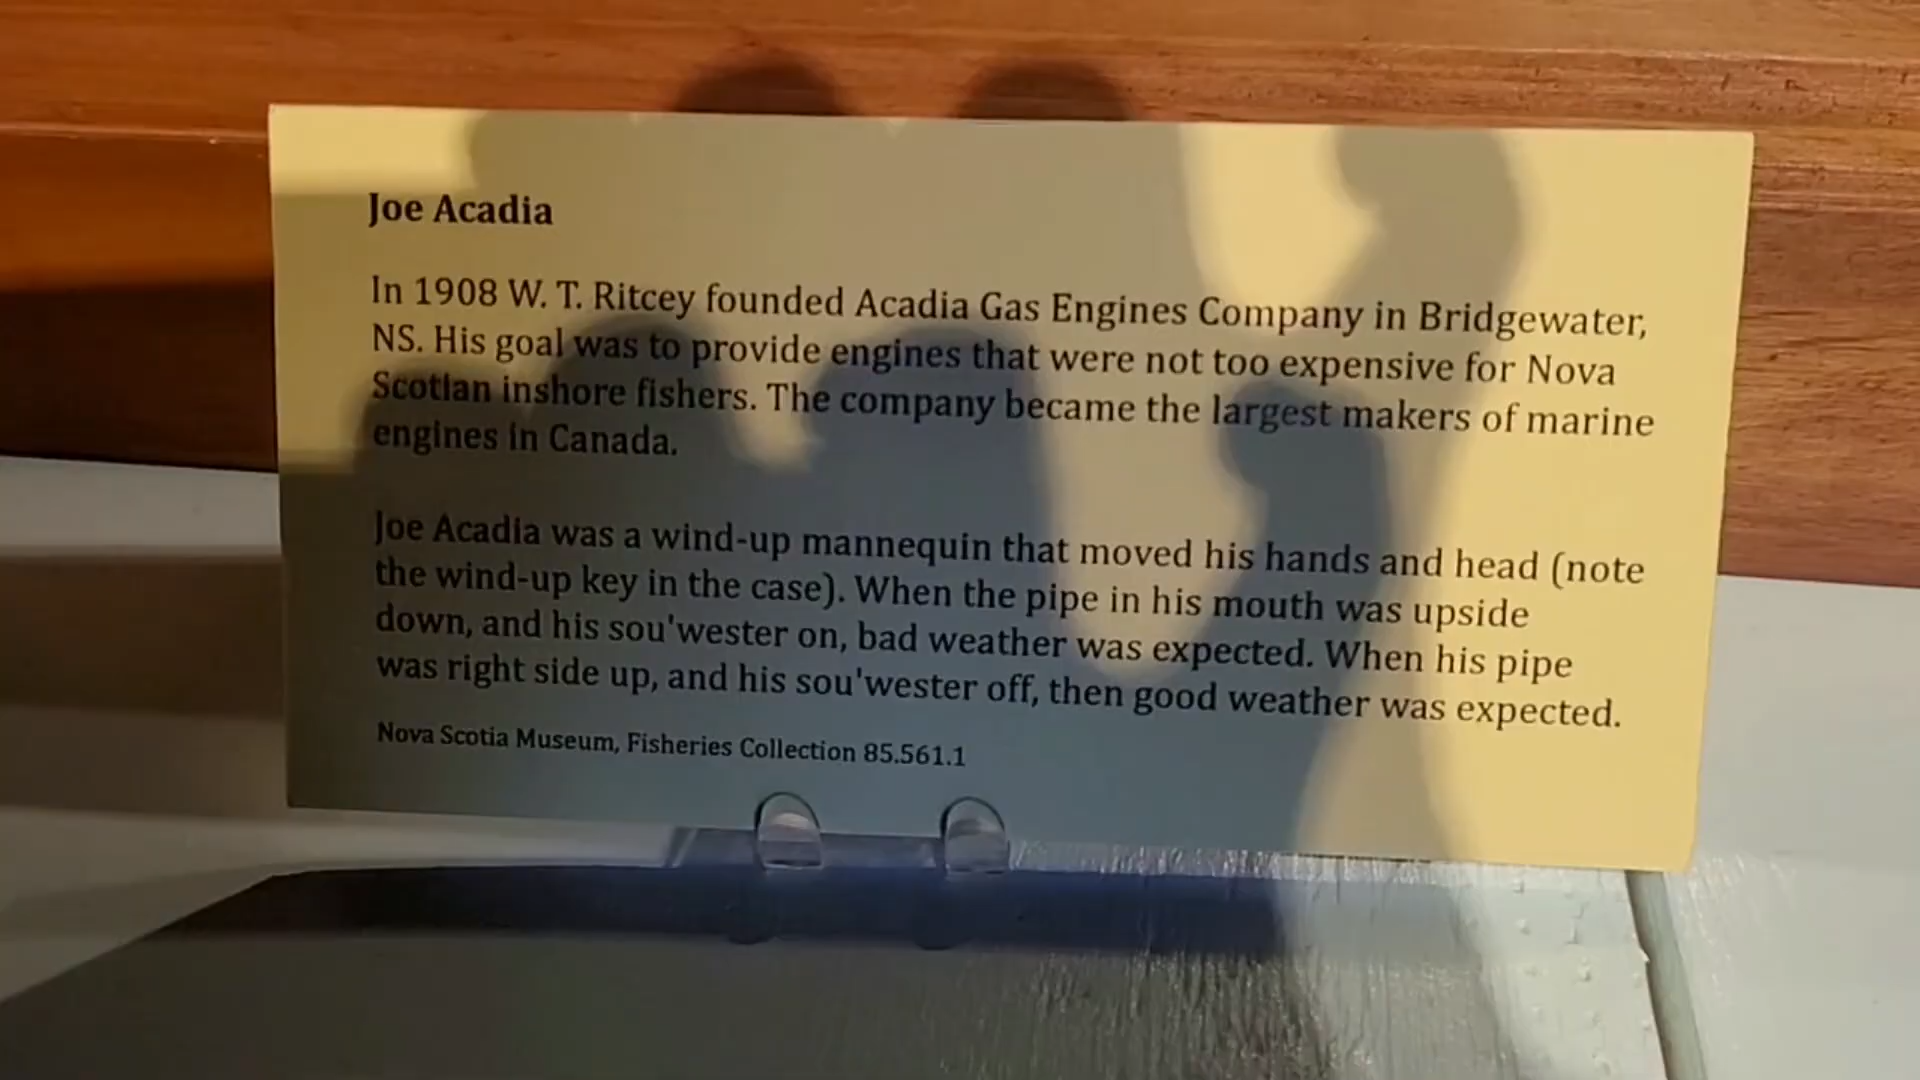 Joe Acadia
In 1908 W. T. Ritcey founded Acadia Gas Engines Company in Bridgewater,
NS. His goal was to provide engines that were not too expensive for Nova
Scotian inshore fishers. The company became the largest makers of marine
engines in Canada.
Joe Acadia was a wind-up mannequin that moved his hands and head (note
the wind-up key in the case). When the pipe in his mouth was upside
down, and his sou'wester on, bad weather was expected. When his pipe
was right side up, and his sou'wester off, then good weather was expected.
Nova Scotia Museum, Fisheries Collection 85.561.1